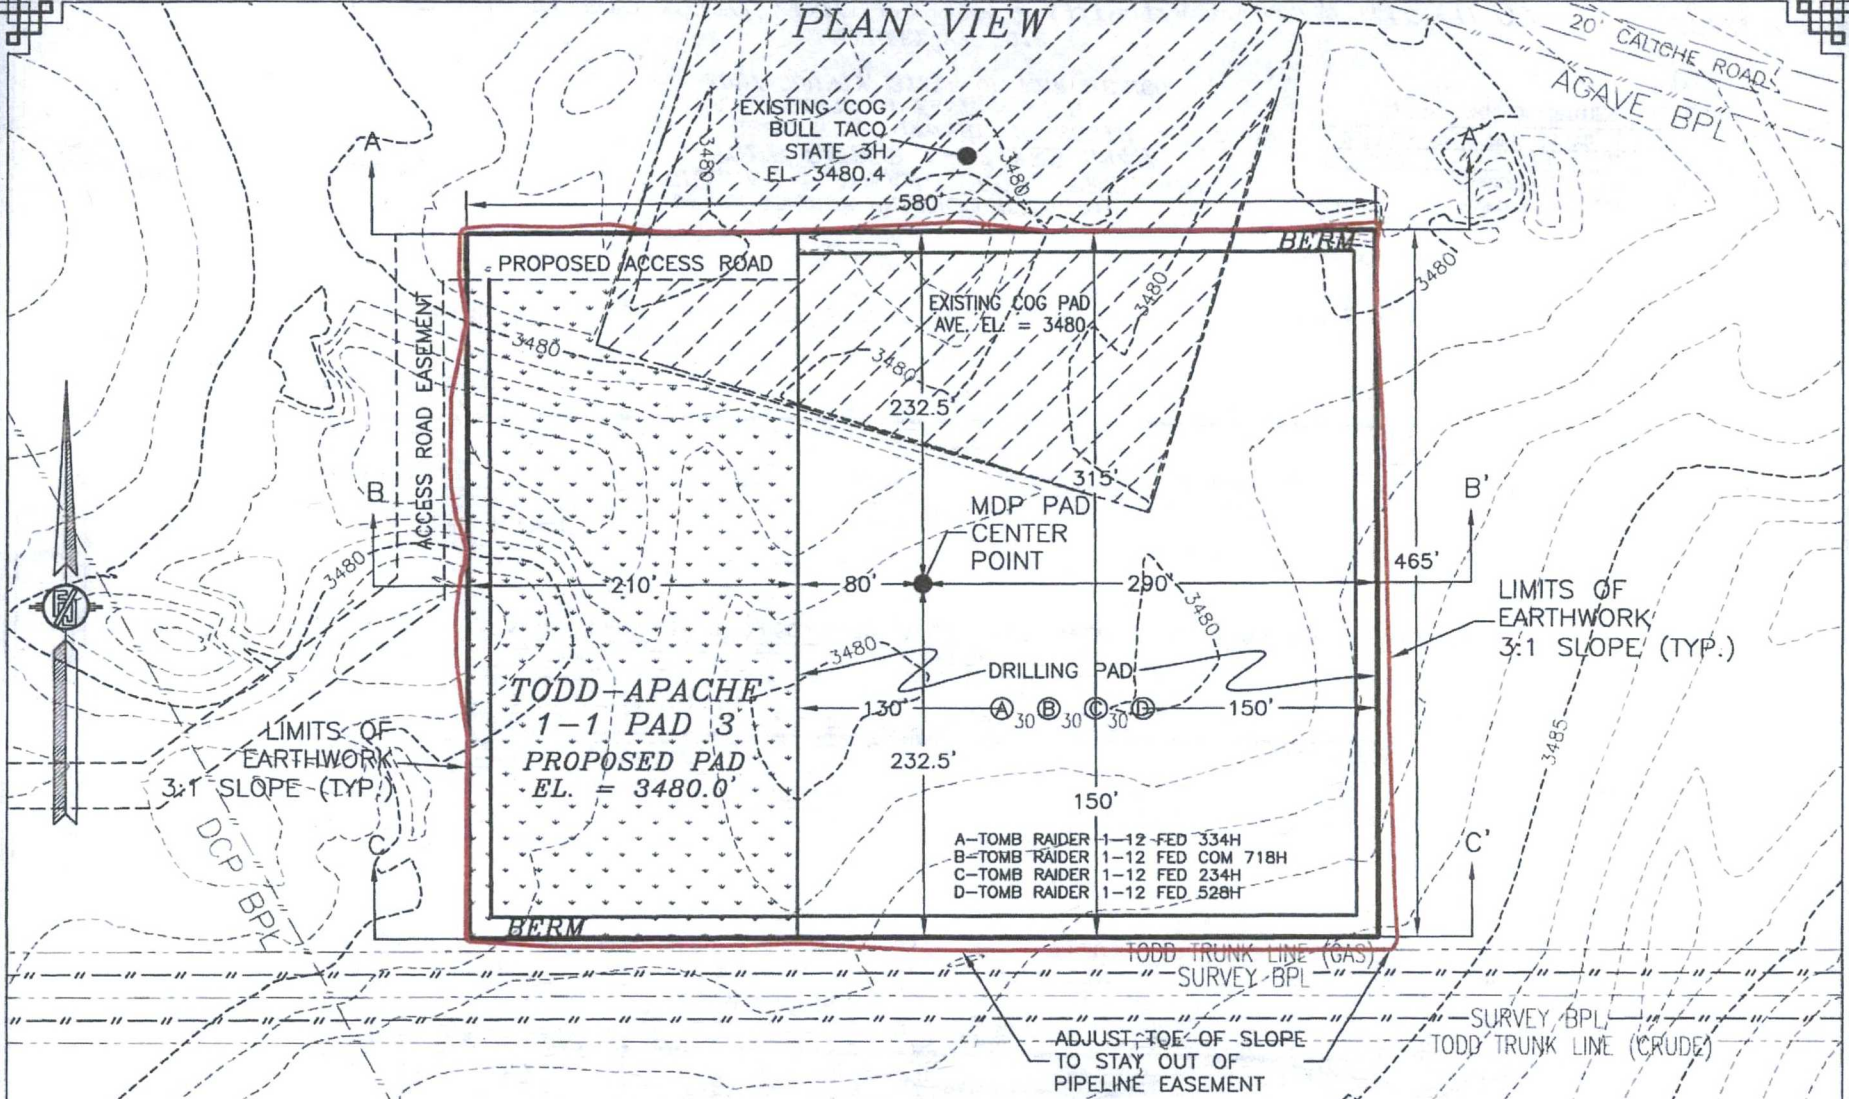 PLAN VIEW
20' CALICHE ROAD
AGAVE BPL
EXISTING COG
BULL TACO
STATE 3H
EL. 3480.4
3480
3480
A
A'
580'
BERM
PROPOSED ACCESS ROAD
3480
3480
EXISTING COG PAD
AVE. EL. = 3480
ACCESS ROAD EASEMENT
3480
3480
232.5'
315'
B
B'
MDP PAD
CENTER
POINT
465'
3480
210'
80'
290'
LIMITS OF
EARTHWORK
3:1 SLOPE (TYP.)
3480
3480
DRILLING PAD
TODD-APACHE
1-1 PAD 3
PROPOSED PAD
EL. = 3480.0'
130'
A
30
B
30
C
30
D
150'
LIMITS OF
EARTHWORK
3:1 SLOPE (TYP.)
3485
232.5'
150'
DCP BPL
C
C'
A-TOMB RAIDER 1-12 FED 334H
B-TOMB RAIDER 1-12 FED COM 718H
C-TOMB RAIDER 1-12 FED 234H
D-TOMB RAIDER 1-12 FED 528H
BERM
TODD TRUNK LINE (GAS)
SURVEY BPL
SURVEY BPL
TODD TRUNK LINE (CRUDE)
ADJUST TOE OF SLOPE
TO STAY OUT OF
PIPELINE EASEMENT